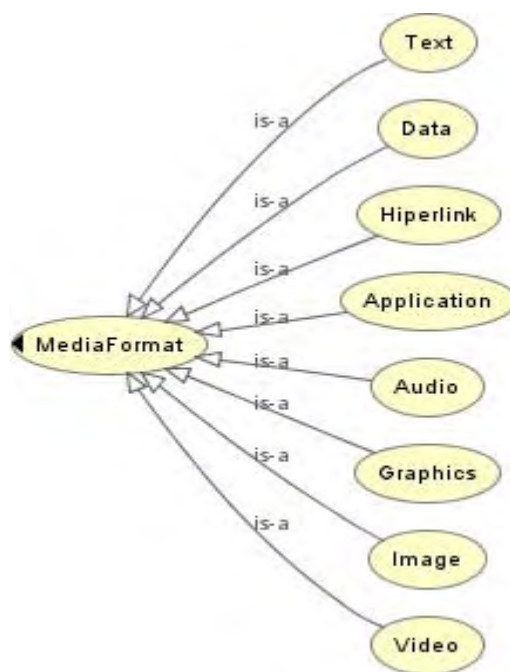 Text
is-a
Data
is-a
Hiperlink
is-a
Application
is-a
MediaFormat
is-a
Audio
is-a
Graphics
is-a
Image
is-a
Video